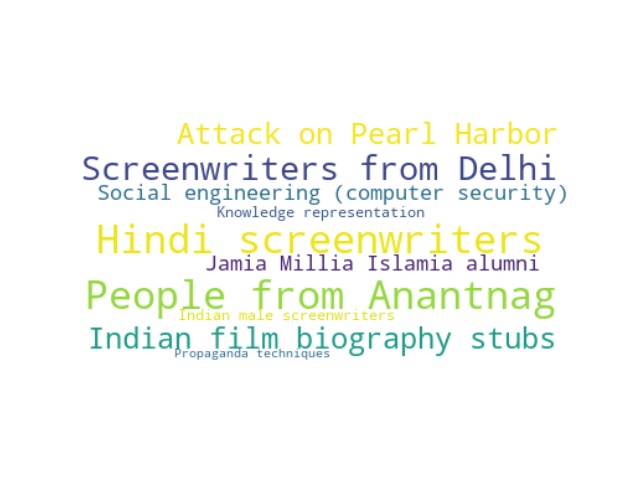 Attack on Pearl Harbor
Screenwriters from Delhi
Social engineering (computer security)
Knowledge representation
Hindi screenwriters
Jamia Millia Islamia alumni
People from Anantnag
Indian male screenwriters
Indian film biography stubs
Propaganda techniques